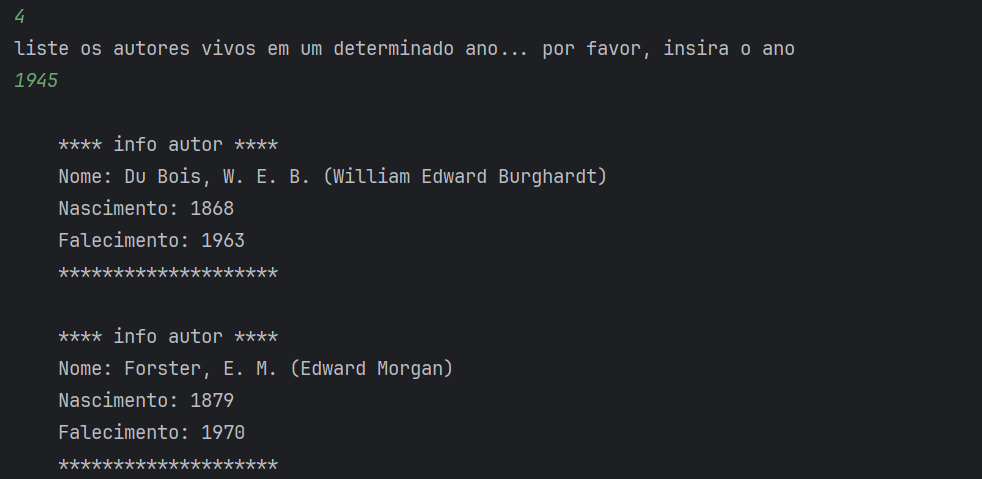 4
liste os autores vivos em um determinado ano... por favor, insira o ano
1945
**** info autor ****
Nome: Du Bois, W. E. B. (William Edward Burghardt)
Nascimento: 1868
Falecimento: 1963
********************
**** info autor ****
Nome: Forster, E. M. (Edward Morgan)
Nascimento: 1879
Falecimento: 1970
********************